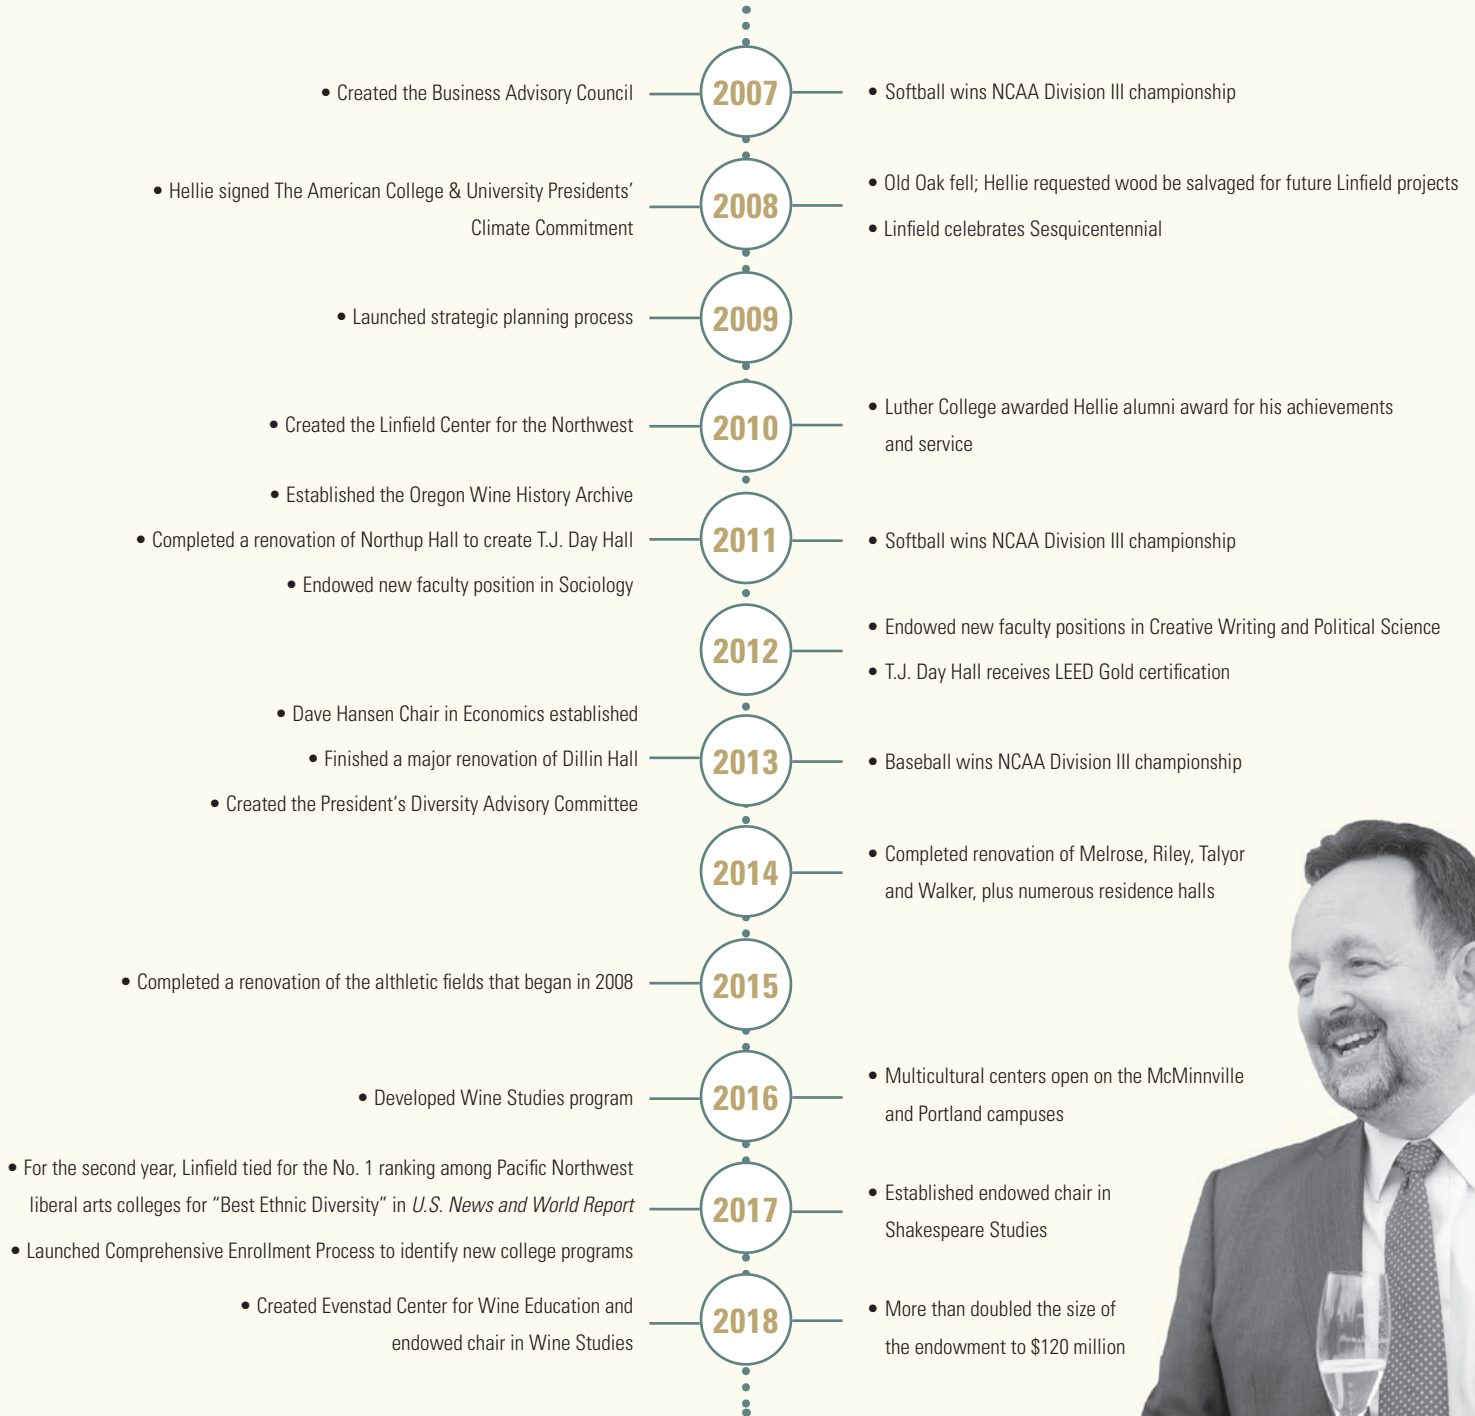 2007
• Created the Business Advisory Council
• Softball wins NCAA Division III championship
2008
• Hellie signed The American College & University Presidents’
Climate Commitment
• Old Oak fell; Hellie requested wood be salvaged for future Linfield projects
• Linfield celebrates Sesquicentennial
2009
• Launched strategic planning process
2010
• Created the Linfield Center for the Northwest
• Luther College awarded Hellie alumni award for his achievements
and service
2011
• Established the Oregon Wine History Archive
• Completed a renovation of Northup Hall to create T.J. Day Hall
• Endowed new faculty position in Sociology
• Softball wins NCAA Division III championship
2012
• Endowed new faculty positions in Creative Writing and Political Science
• T.J. Day Hall receives LEED Gold certification
2013
• Dave Hansen Chair in Economics established
• Finished a major renovation of Dillin Hall
• Created the President’s Diversity Advisory Committee
• Baseball wins NCAA Division III championship
2014
• Completed renovation of Melrose, Riley, Talyor
and Walker, plus numerous residence halls
2015
• Completed a renovation of the althletic fields that began in 2008
2016
• Developed Wine Studies program
• Multicultural centers open on the McMinnville
and Portland campuses
2017
• For the second year, Linfield tied for the No. 1 ranking among Pacific Northwest
liberal arts colleges for “Best Ethnic Diversity” in U.S. News and World Report
• Launched Comprehensive Enrollment Process to identify new college programs
• Established endowed chair in
Shakespeare Studies
2018
• Created Evenstad Center for Wine Education and
endowed chair in Wine Studies
• More than doubled the size of
the endowment to $120 million